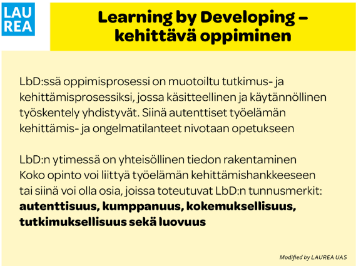 LAU
REA
Learning by Developing –
kehittävä oppiminen
LbD:ssä oppimisprosessi on muotoiltu tutkimus- ja
kehittämisprosessiksi, jossa käsitteellinen ja käytännöllinen
työskentely yhdistyvät. Siinä autenttiset työelämän
kehittämis- ja ongelmatilanteet nivotaan opetukseen
LbD:n ytimessä on yhteisöllinen tiedon rakentaminen
Koko opinto voi liittyä työelämän kehittämishankkeeseen
tai siinä voi olla osia, joissa toteutuvat LbD:n tunnusmerkit:
autenttisuus, kumppanuus, kokemuksellisuus,
tutkimuksellisuus sekä luovuus
Modified by LAUREA UAS